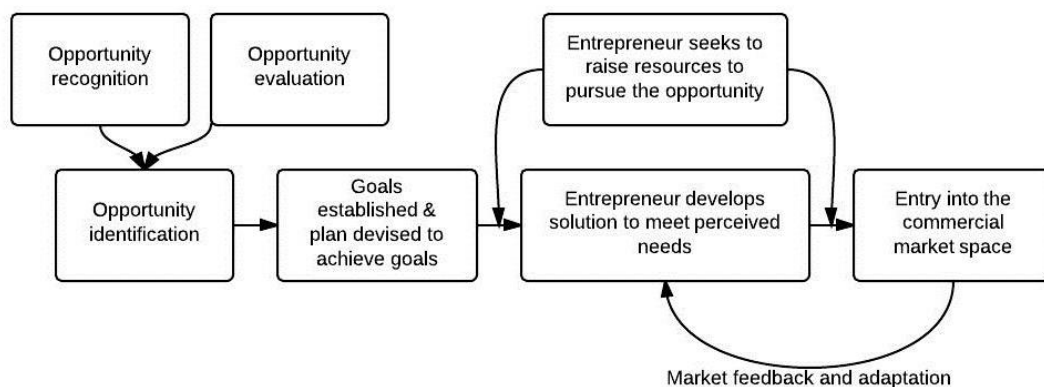 Opportunity
recognition
Opportunity
evaluation
Entrepreneur seeks to
raise resources to
pursue the opportunity
Opportunity
identification
Goals
established &
plan devised to
achieve goals
Entrepreneur develops
solution to meet perceived
needs
Entry into the
commercial
market space
Market feedback and adaptation